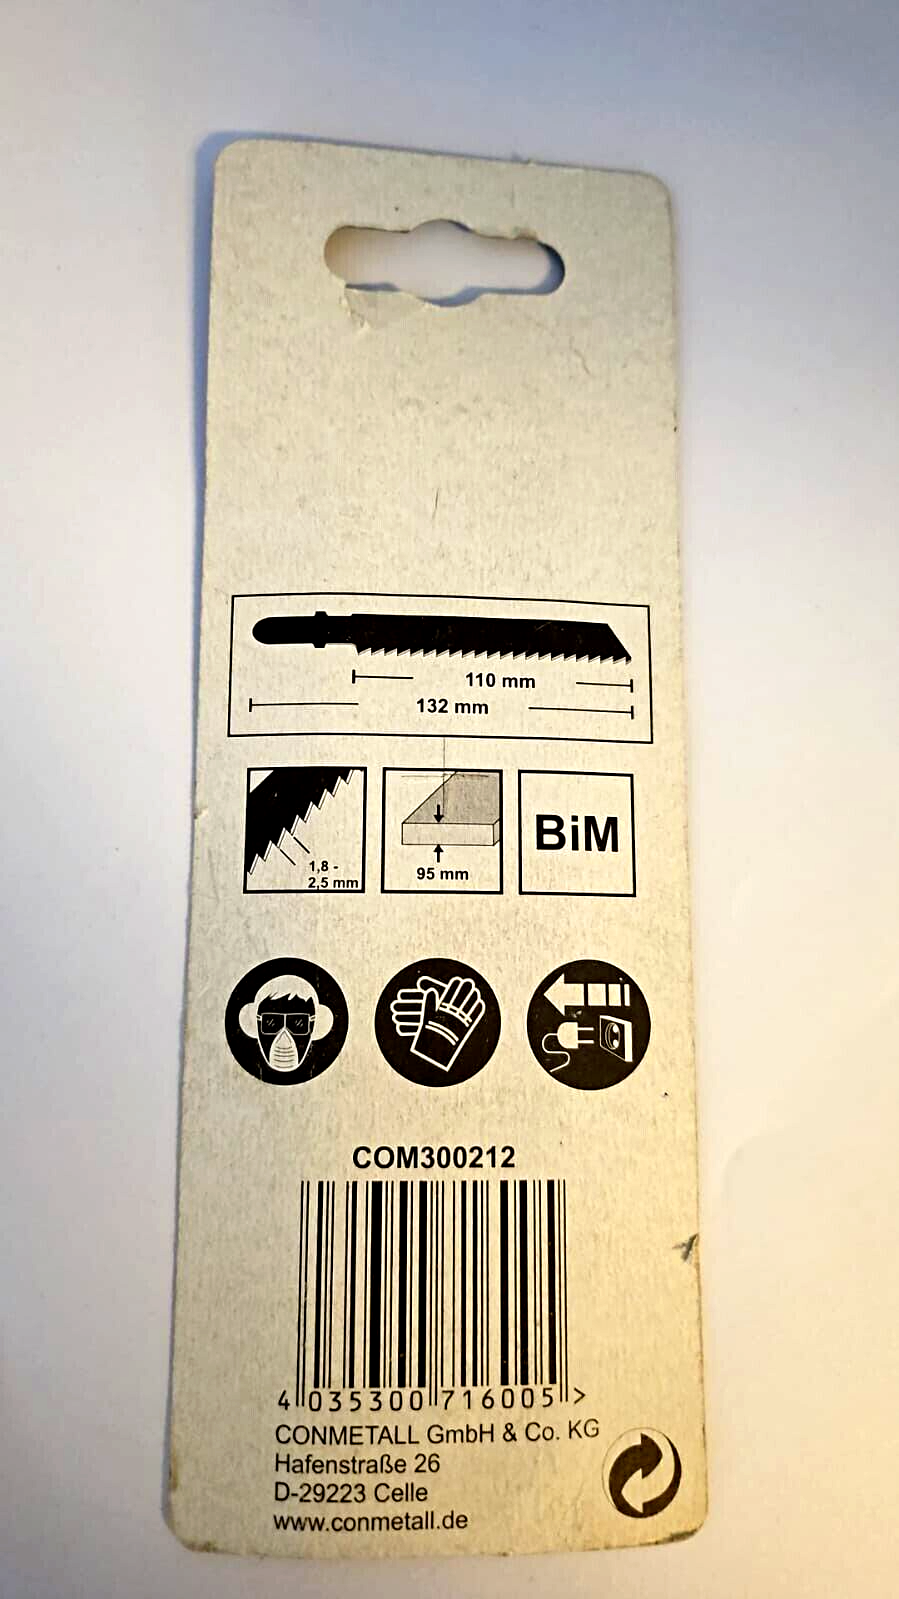 110 mm
132 mm
1,8 -
2,5 mm
95 mm
BiM
COM300212
4 035300 716005 >
CONMETALL GmbH & Co. KG
Hafenstraße 26
D-29223 Celle
www.conmetall.de